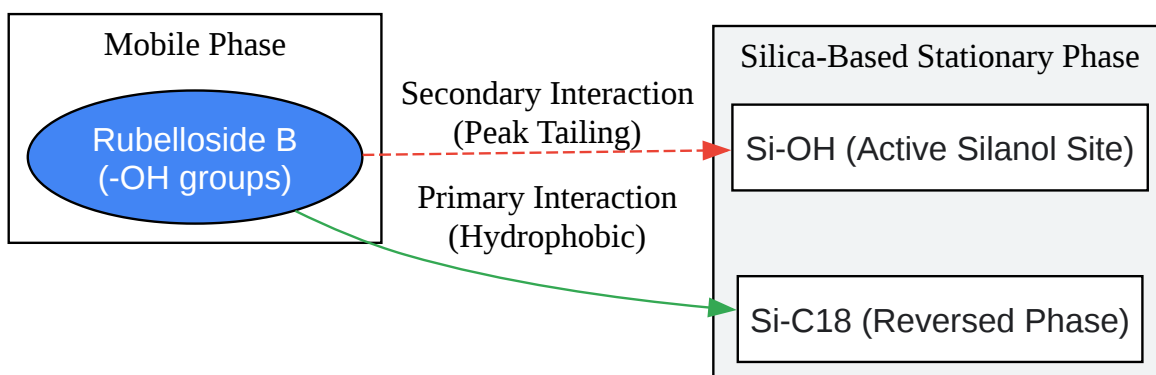 Mobile Phase
Rubelloside B
(-OH groups)
Secondary Interaction
(Peak Tailing)
Primary Interaction
(Hydrophobic)
Silica-Based Stationary Phase
Si-OH (Active Silanol Site)
Si-C18 (Reversed Phase)